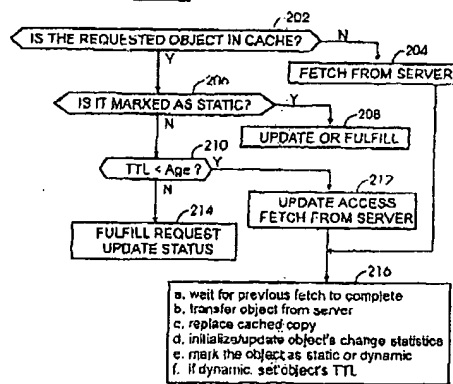 202
IS THE REQUESTED OBJECT IN CACHE?
N
204
Y
FETCH FROM SERVER
206
IS IT MARKED AS STATIC?
Y
208
N
UPDATE OR FULFILL
210
TTL < Age ?
Y
212
N
UPDATE ACCESS
FETCH FROM SERVER
214
FULFILL REQUEST
UPDATE STATUS
216
a. wait for previous fetch to complete
b. transfer object from server
c. replace cached copy
d. initialize/update object's change statistics
e. mark the object as static or dynamic
f. if dynamic, set object's TTL